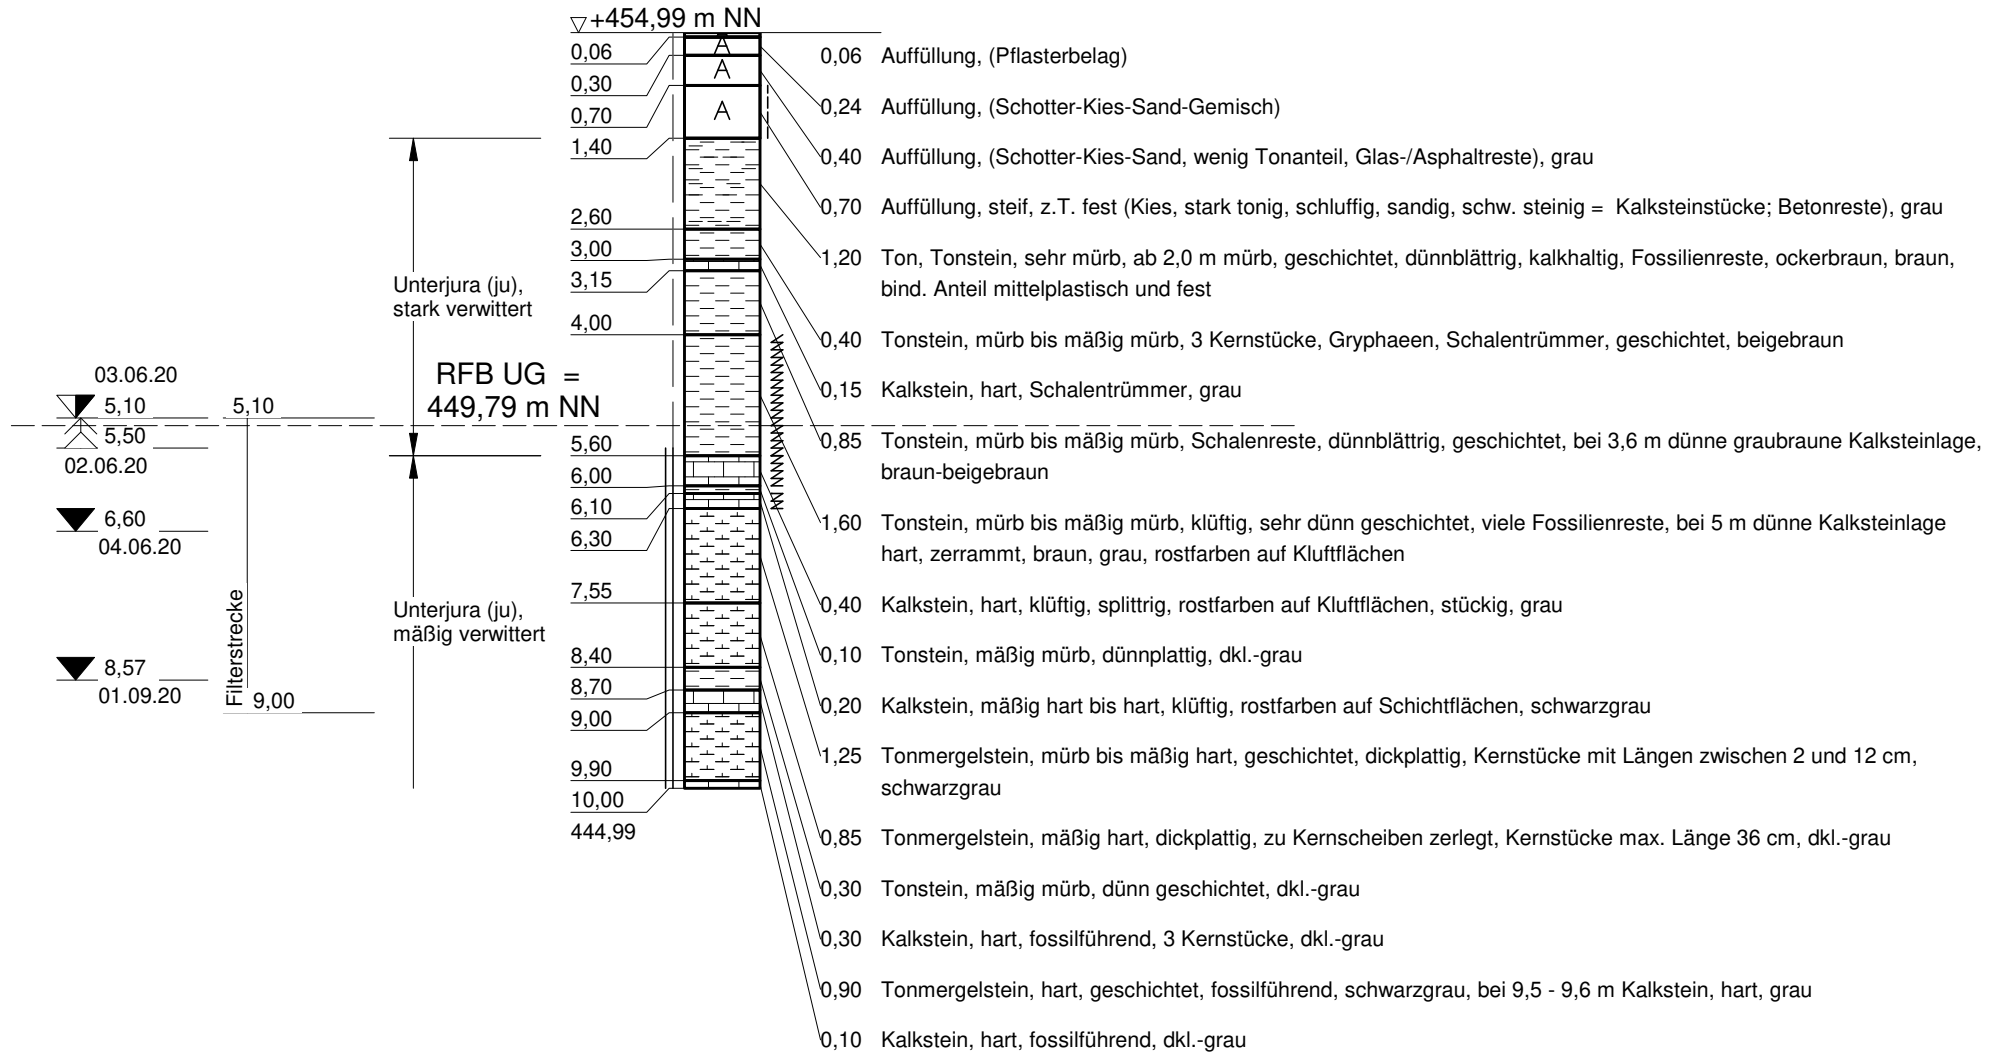 +454,99 m NN
0,06
0,30
0,70
1,40
2,60
3,00
3,15
4,00
5,60
6,00
6,10
6,30
7,55
8,40
8,70
9,00
9,90
10,00
444,99
A
A
A
Unterjura (ju),
stark verwittert
RFB UG =
449,79 m NN
Unterjura (ju),
mäßig verwittert
03.06.20
5,10
5,50
02.06.20
6,60
04.06.20
8,57
01.09.20
5,10
Filterstrecke
9,00
0,06 Auffüllung, (Pflasterbelag)
0,24 Auffüllung, (Schotter-Kies-Sand-Gemisch)
0,40 Auffüllung, (Schotter-Kies-Sand, wenig Tonanteil, Glas-/Asphaltreste), grau
0,70 Auffüllung, steif, z.T. fest (Kies, stark tonig, schluffig, sandig, schw. steinig = Kalksteinstücke; Betonreste), grau
1,20 Ton, Tonstein, sehr mürb, ab 2,0 m mürb, geschichtet, dünnblättrig, kalkhaltig, Fossilienreste, ockerbraun, braun,
bind. Anteil mittelplastisch und fest
0,40 Tonstein, mürb bis mäßig mürb, 3 Kernstücke, Gryphaeen, Schalentrümmer, geschichtet, beigebraun
0,15 Kalkstein, hart, Schalentrümmer, grau
0,85 Tonstein, mürb bis mäßig mürb, Schalenreste, dünnblättrig, geschichtet, bei 3,6 m dünne graubraune Kalksteinlage,
braun-beigebraun
1,60 Tonstein, mürb bis mäßig mürb, klüftig, sehr dünn geschichtet, viele Fossilienreste, bei 5 m dünne Kalksteinlage
hart, zerrammt, braun, grau, rostfarben auf Kluftflächen
0,40 Kalkstein, hart, klüftig, splittrig, rostfarben auf Kluftflächen, stückig, grau
0,10 Tonstein, mäßig mürb, dünnplattig, dkl.-grau
0,20 Kalkstein, mäßig hart bis hart, klüftig, rostfarben auf Schichtflächen, schwarzgrau
1,25 Tonmergelstein, mürb bis mäßig hart, geschichtet, dickplattig, Kernstücke mit Längen zwischen 2 und 12 cm,
schwarzgrau
0,85 Tonmergelstein, mäßig hart, dickplattig, zu Kernscheiben zerlegt, Kernstücke max. Länge 36 cm, dkl.-grau
0,30 Tonstein, mäßig mürb, dünn geschichtet, dkl.-grau
0,30 Kalkstein, hart, fossilführend, 3 Kernstücke, dkl.-grau
0,90 Tonmergelstein, hart, geschichtet, fossilführend, schwarzgrau, bei 9,5 - 9,6 m Kalkstein, hart, grau
0,10 Kalkstein, hart, fossilführend, dkl.-grau